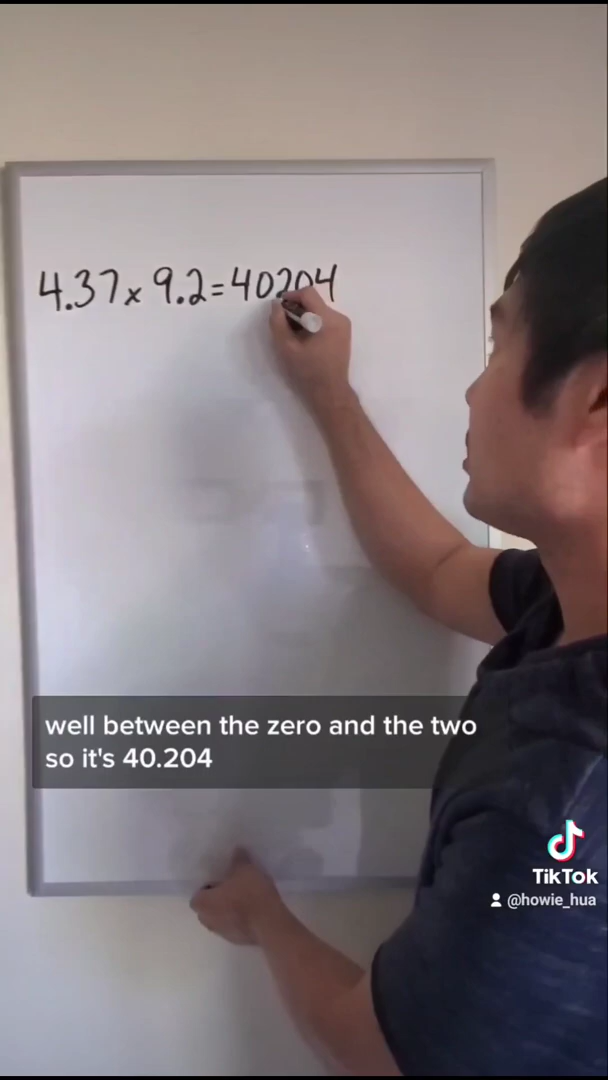 4.37 x 9.2 = 40204
well between the zero and the two
so it's 40.204
TikTok
@howie_hua